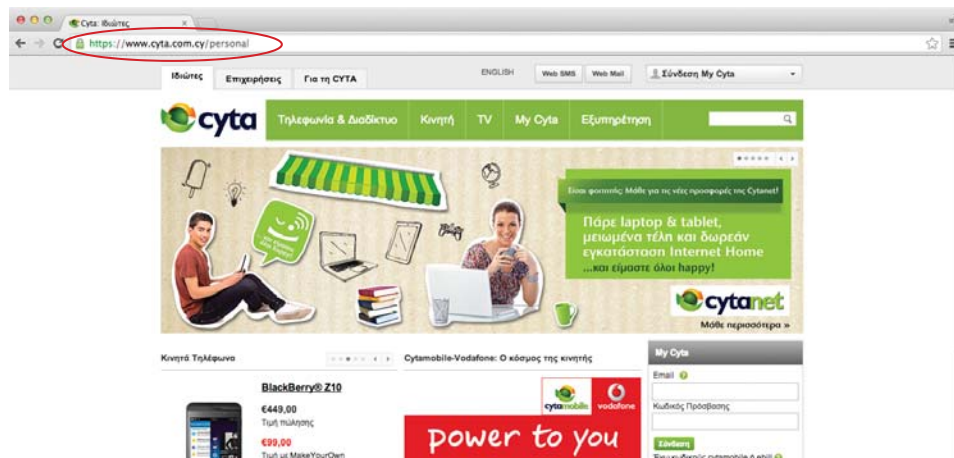 Cyta: Ιδιώτες
https://www.cyta.com.cy/personal
Ιδιώτες Επιχειρήσεις Για τη CYTA ENGLISH Web SMS Web Mail Σύνδεση My Cyta
cyta Τηλεφωνία & Διαδίκτυο Κινητή TV My Cyta Εξυπηρέτηση
Είσαι φοιτητής; Μάθε για τις νέες προσφορές της Cytanet!
Πάρε laptop & tablet,
μειωμένα τέλη και δωρεάν
εγκατάσταση Internet Home
...και είμαστε όλοι happy!
...και είμαστε
όλοι happy!
cytanet
Μάθε περισσότερα »
Κινητά Τηλέφωνα
Cytamobile-Vodafone: Ο κόσμος της κινητής
My Cyta
BlackBerry® Z10
€449,00
Τιμή πώλησης
€99,00
Τιμή με MakeYourOwn
cytamobile vodafone
power to you
Email
Κωδικός Πρόσβασης
Σύνδεση